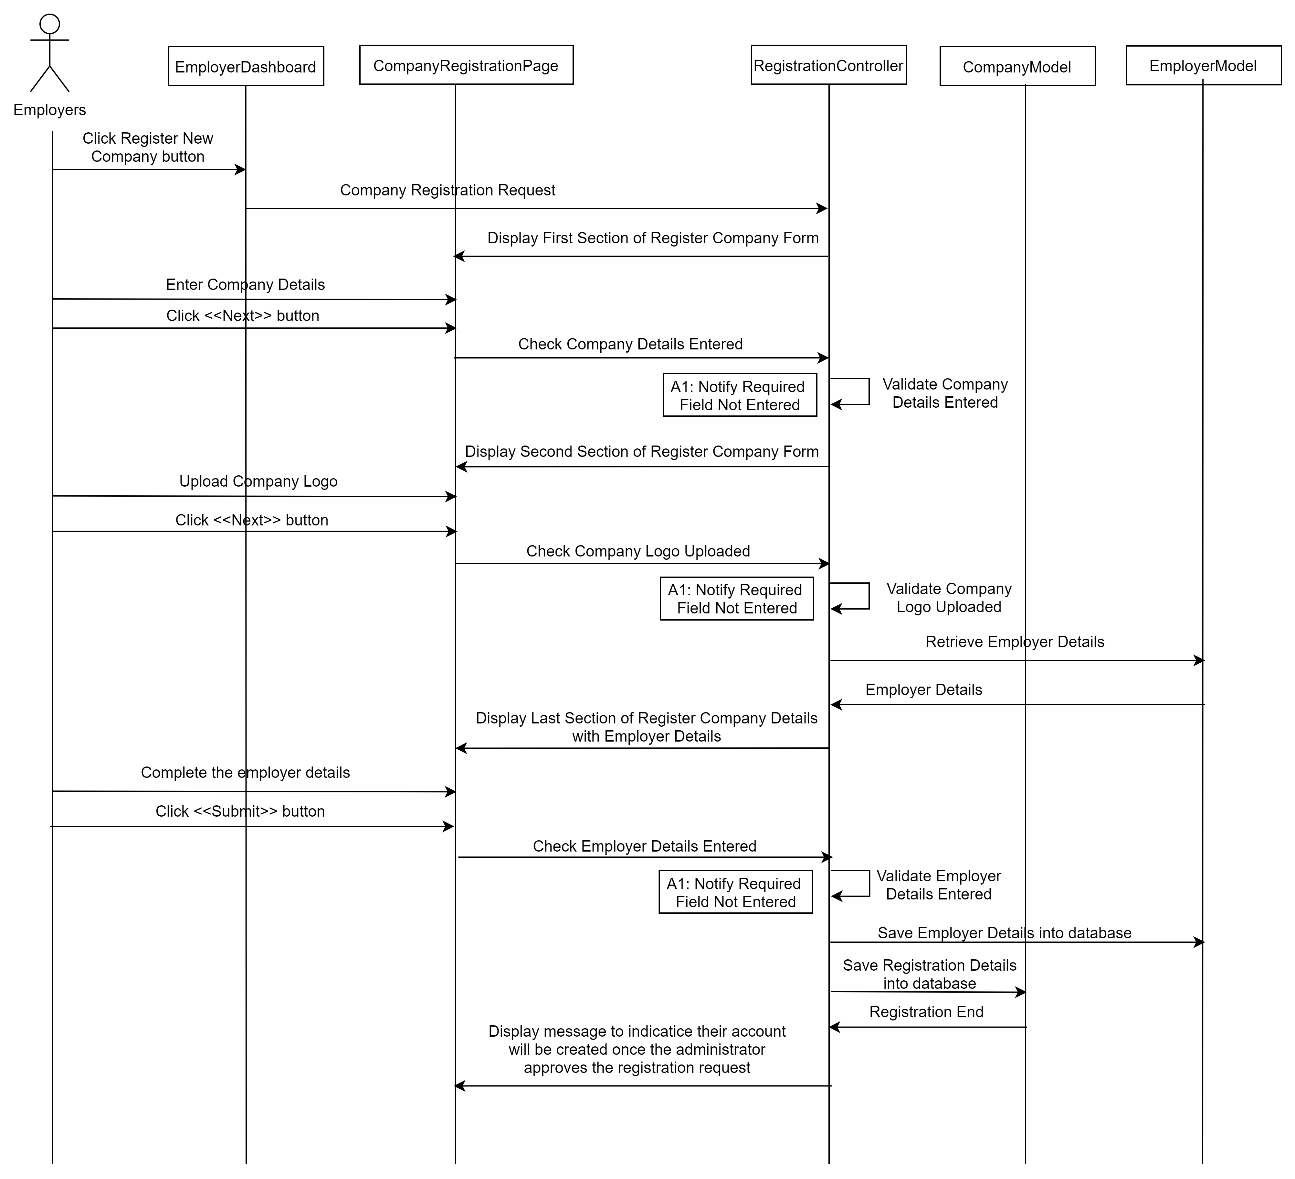 Employers
EmployerDashboard
CompanyRegistrationPage
RegistrationController
CompanyModel
EmployerModel
Click Register New
Company button
Company Registration Request
Display First Section of Register Company Form
Enter Company Details
Click <<Next>> button
Check Company Details Entered
A1: Notify Required
Field Not Entered
Validate Company
Details Entered
Display Second Section of Register Company Form
Upload Company Logo
Click <<Next>> button
Check Company Logo Uploaded
A1: Notify Required
Field Not Entered
Validate Company
Logo Uploaded
Retrieve Employer Details
Employer Details
Display Last Section of Register Company Details
with Employer Details
Complete the employer details
Click <<Submit>> button
Check Employer Details Entered
A1: Notify Required
Field Not Entered
Validate Employer
Details Entered
Save Employer Details into database
Save Registration Details
into database
Registration End
Display message to indicatice their account
will be created once the administrator
approves the registration request